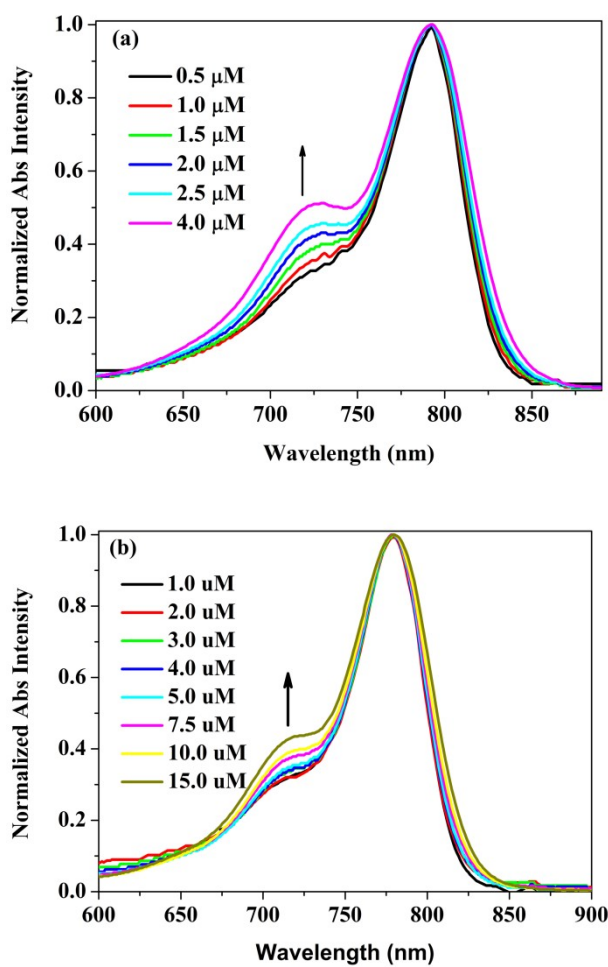 (a)
0.5 μM
1.0 μM
1.5 μM
2.0 μM
2.5 μM
4.0 μM
Normalized Abs Intensity
1.0
0.8
0.6
0.4
0.2
0.0
600 650 700 750 800 850
Wavelength (nm)
(b)
1.0 uM
2.0 uM
3.0 uM
4.0 uM
5.0 uM
7.5 uM
10.0 uM
15.0 uM
Normalized Abs Intensity
1.0
0.8
0.6
0.4
0.2
0.0
600 650 700 750 800 850 900
Wavelength (nm)